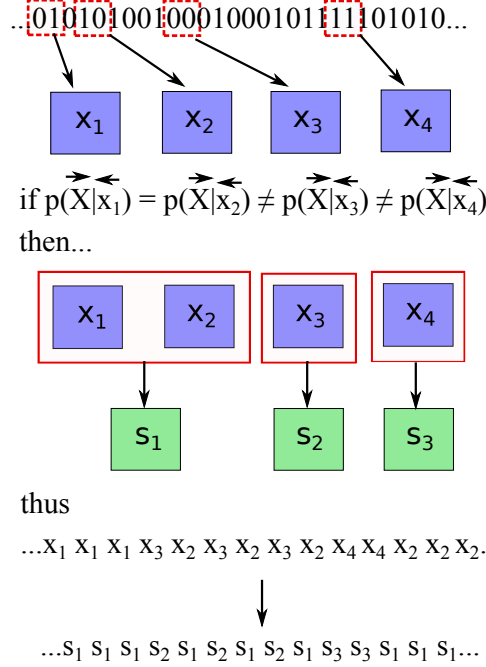 ...0101010010001000101111101010...
x₁ x₂ x₃ x₄
if p(X|x₁) = p(X|x₂) ≠ p(X|x₃) ≠ p(X|x₄)
then...
x₁ x₂ x₃ x₄
s₁ s₂ s₃
thus
...x₁ x₁ x₁ x₃ x₂ x₃ x₂ x₃ x₂ x₄ x₄ x₂ x₂ x₂.
...s₁ s₁ s₁ s₂ s₁ s₂ s₁ s₂ s₁ s₃ s₃ s₁ s₁ s₁...